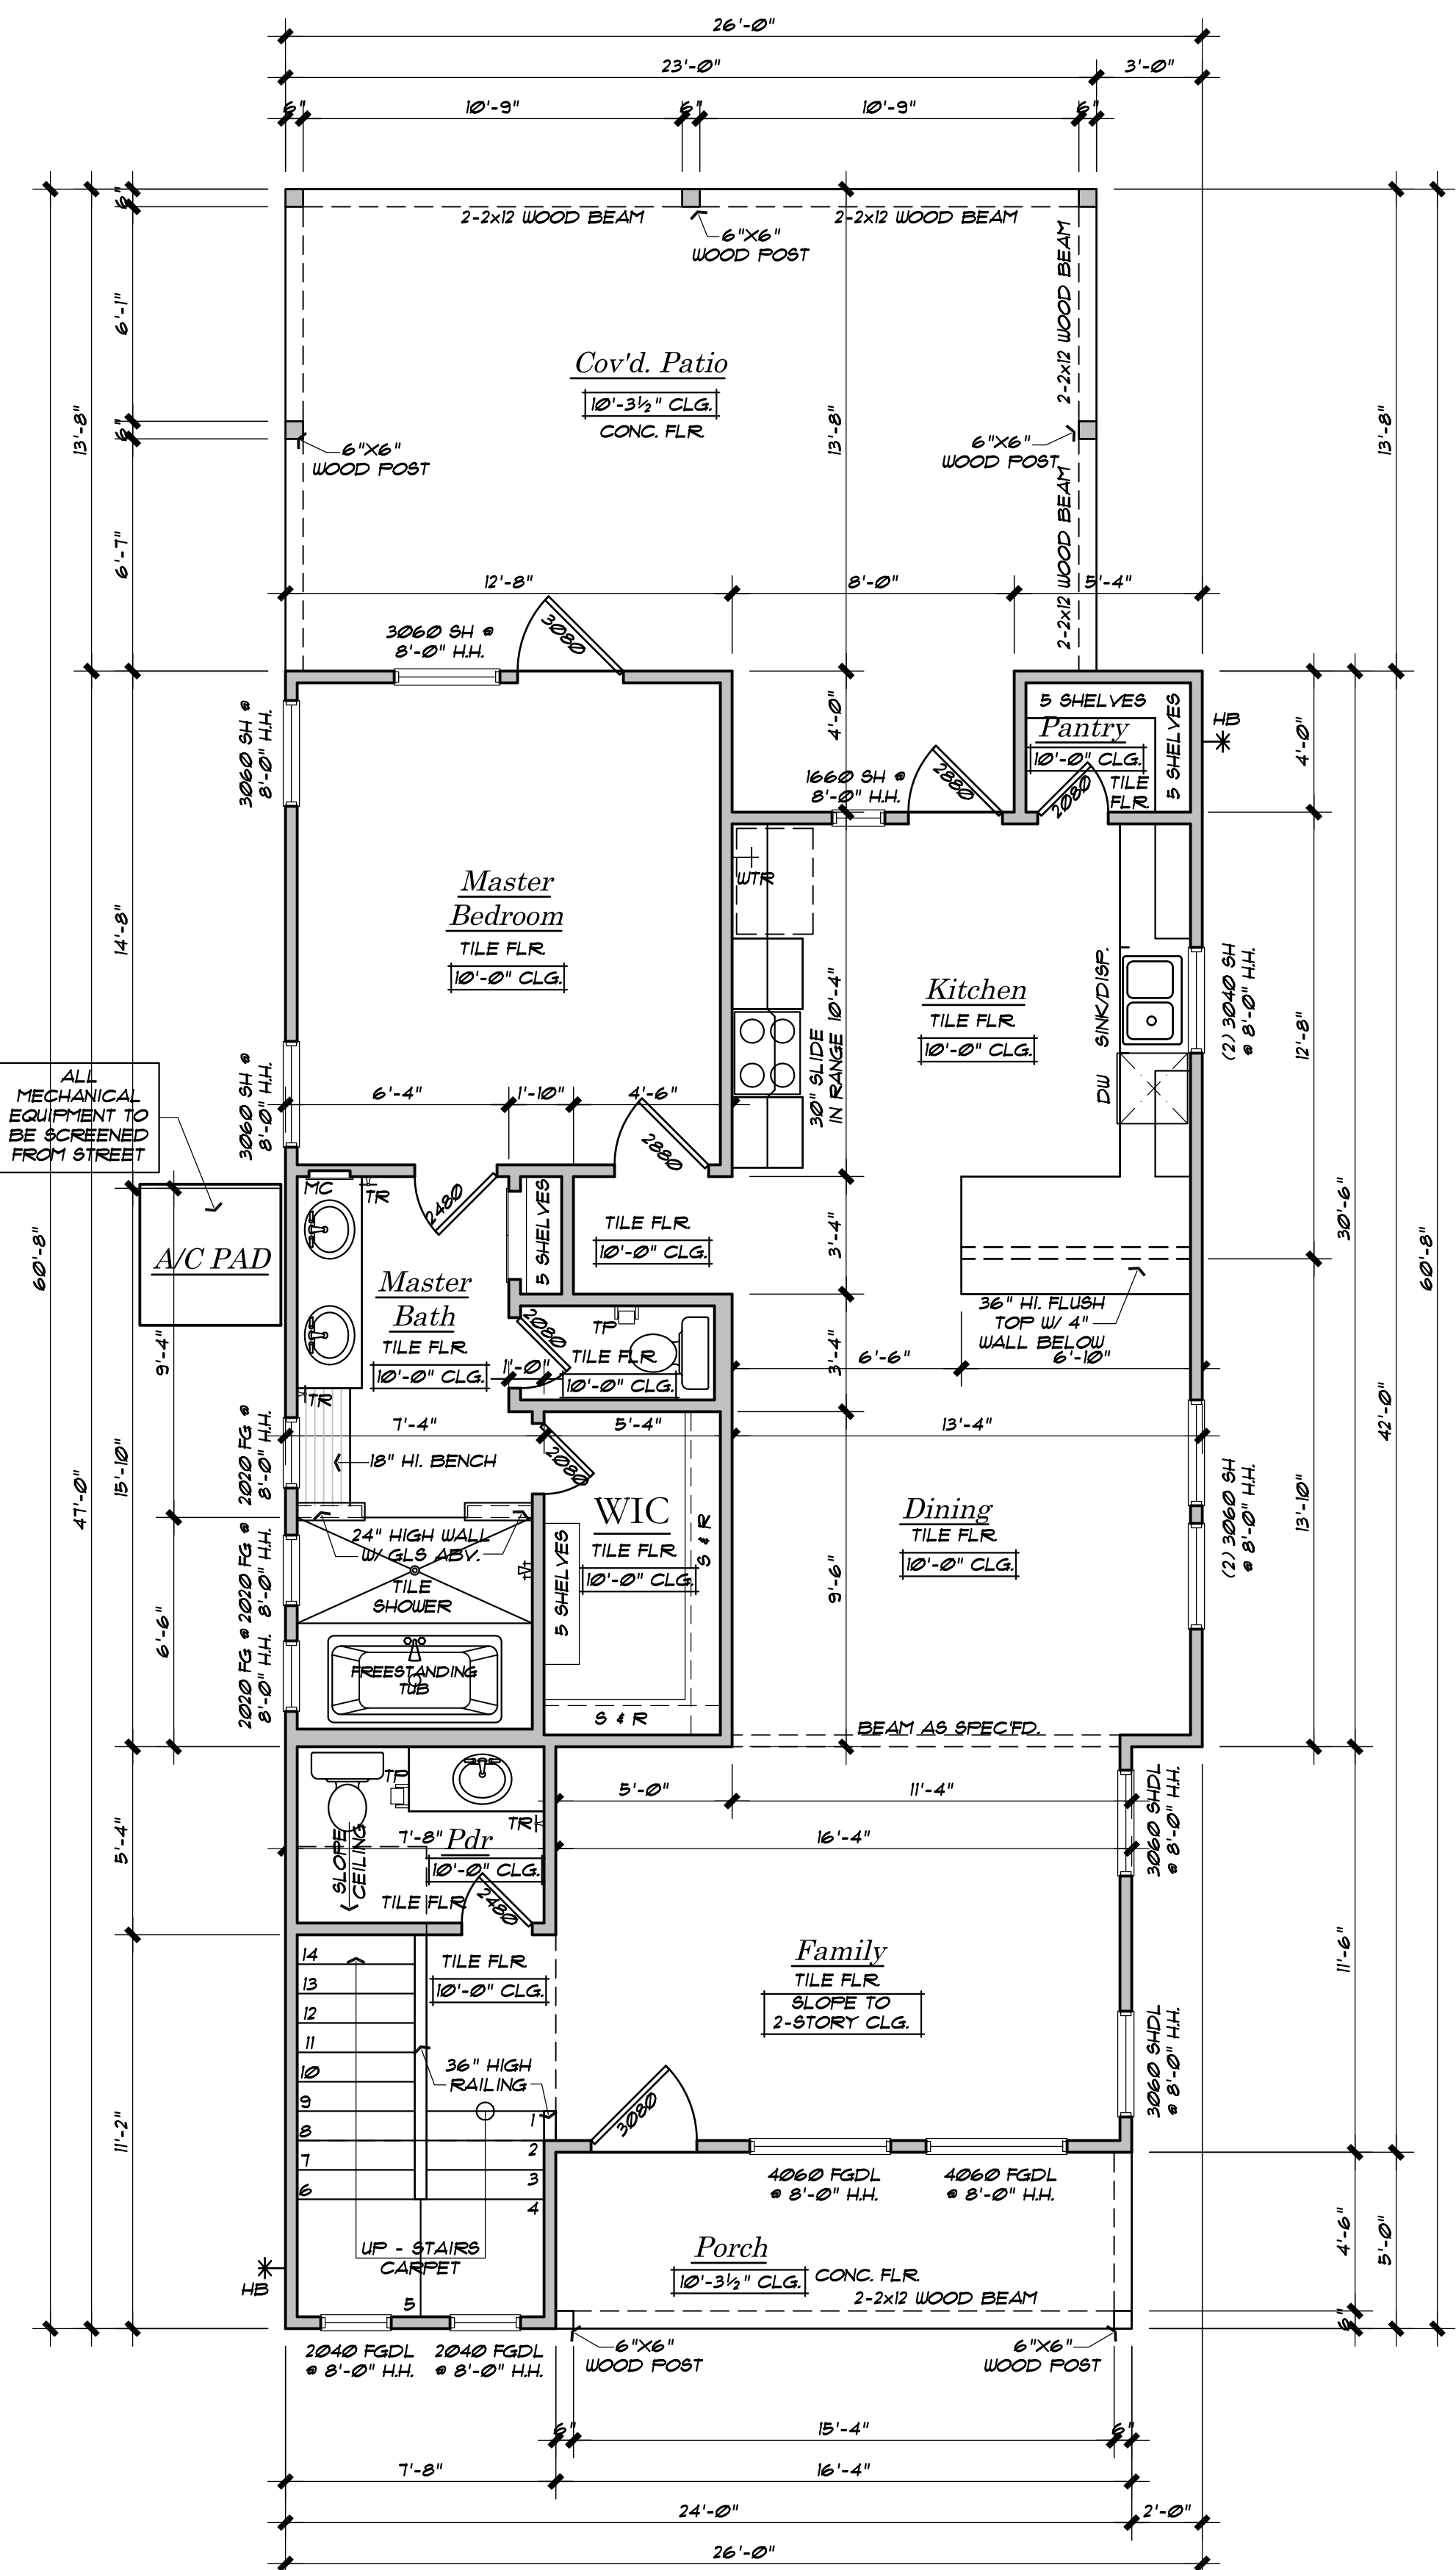 26'-0"
23'-0"
3'-0"
6"
10'-9"
6"
10'-9"
6"
6"
2-2x12 WOOD BEAM
2-2x12 WOOD BEAM
6"X6"
WOOD POST
2-2x12 WOOD BEAM
6'-1"
Cov'd. Patio
10'-3½" CLG.
CONC. FLR.
13'-8"
13'-8"
13'-8"
6"
6"X6"
WOOD POST
6"X6"
WOOD POST
2-2x12 WOOD BEAM
6'-7"
12'-8"
8'-0"
5'-4"
3060 SH @
8'-0" H.H.
3080
3060 SH @
8'-0" H.H.
4'-0"
5 SHELVES
Pantry
10'-0" CLG.
TILE
FLR.
5 SHELVES
HB
4'-0"
1660 SH @
8'-0" H.H.
2880
2080
WTR
14'-8"
Master
Bedroom
TILE FLR.
10'-0" CLG.
Kitchen
TILE FLR.
10'-0" CLG.
SINK/DISP.
DW
(2) 3040 SH
@ 8'-0" H.H.
12'-8"
30" SLIDE
IN RANGE
10'-4"
ALL
MECHANICAL
EQUIPMENT TO
BE SCREENED
FROM STREET
3060 SH @
8'-0" H.H.
6'-4"
1'-10"
4'-6"
2880
30'-6"
60'-8"
60'-8"
MC
TR
2480
5 SHELVES
TILE FLR.
10'-0" CLG.
3'-4"
A/C PAD
Master
Bath
TILE FLR.
10'-0" CLG.
2080
TP
TILE FLR.
10'-0" CLG.
1'-0"
3'-4"
36" HI. FLUSH
TOP W/ 4"
WALL BELOW
6'-6"
6'-10"
9'-4"
TR
42'-0"
7'-4"
5'-4"
13'-4"
2020 FG @
8'-0" H.H.
18" HI. BENCH
2080
47'-0"
15'-10"
WIC
TILE FLR.
10'-0" CLG.
5 SHELVES
S & R
S & R
Dining
TILE FLR.
10'-0" CLG.
9'-6"
(2) 3060 SH
@ 8'-0" H.H.
13'-10"
24" HIGH WALL
W/ GLS ABV.
2020 FG @
8'-0" H.H.
TILE
SHOWER
6'-6"
2020 FG @
8'-0" H.H.
FREESTANDING
TUB
BEAM AS SPEC'FD.
TP
TR
5'-0"
11'-4"
3060 SHDL
@ 8'-0" H.H.
5'-4"
SLOPE
CEILING
7'-8"
Pdr
10'-0" CLG.
TILE FLR.
2480
16'-4"
14
13
12
11
10
9
8
7
6
TILE FLR.
10'-0" CLG.
Family
TILE FLR.
SLOPE TO
2-STORY CLG.
11'-6"
3060 SHDL
@ 8'-0" H.H.
36" HIGH
RAILING
3080
11'-2"
1
2
3
4
5
4060 FGDL
@ 8'-0" H.H.
4060 FGDL
@ 8'-0" H.H.
UP - STAIRS
CARPET
HB
Porch
10'-3½" CLG.
CONC. FLR.
2-2x12 WOOD BEAM
4'-6"
5'-0"
6"
2040 FGDL
@ 8'-0" H.H.
2040 FGDL
@ 8'-0" H.H.
6"X6"
WOOD POST
6"X6"
WOOD POST
6"
15'-4"
6"
7'-8"
16'-4"
24'-0"
2'-0"
26'-0"